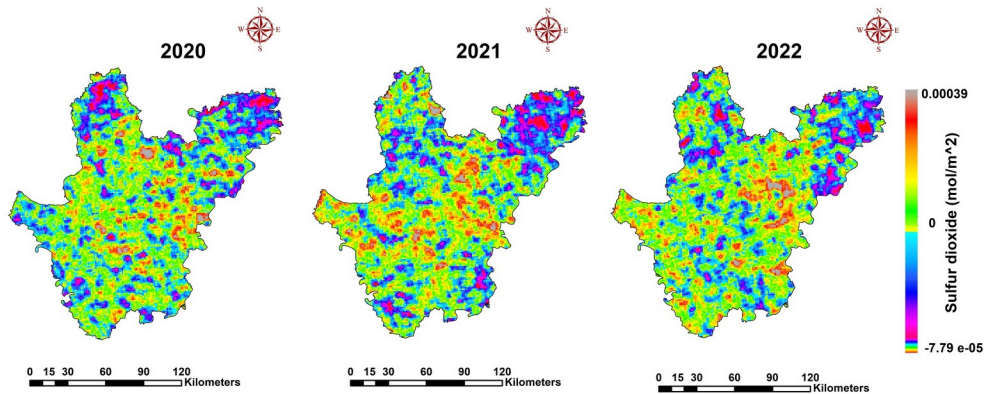 N
W E
S
N
W E
S
N
W E
S
2020
2021
2022
0.00039
0
-7.79 e-05
Sulfur dioxide (mol/m^2)
0 15 30 60 90 120
Kilometers
0 15 30 60 90 120
Kilometers
0 15 30 60 90 120
Kilometers